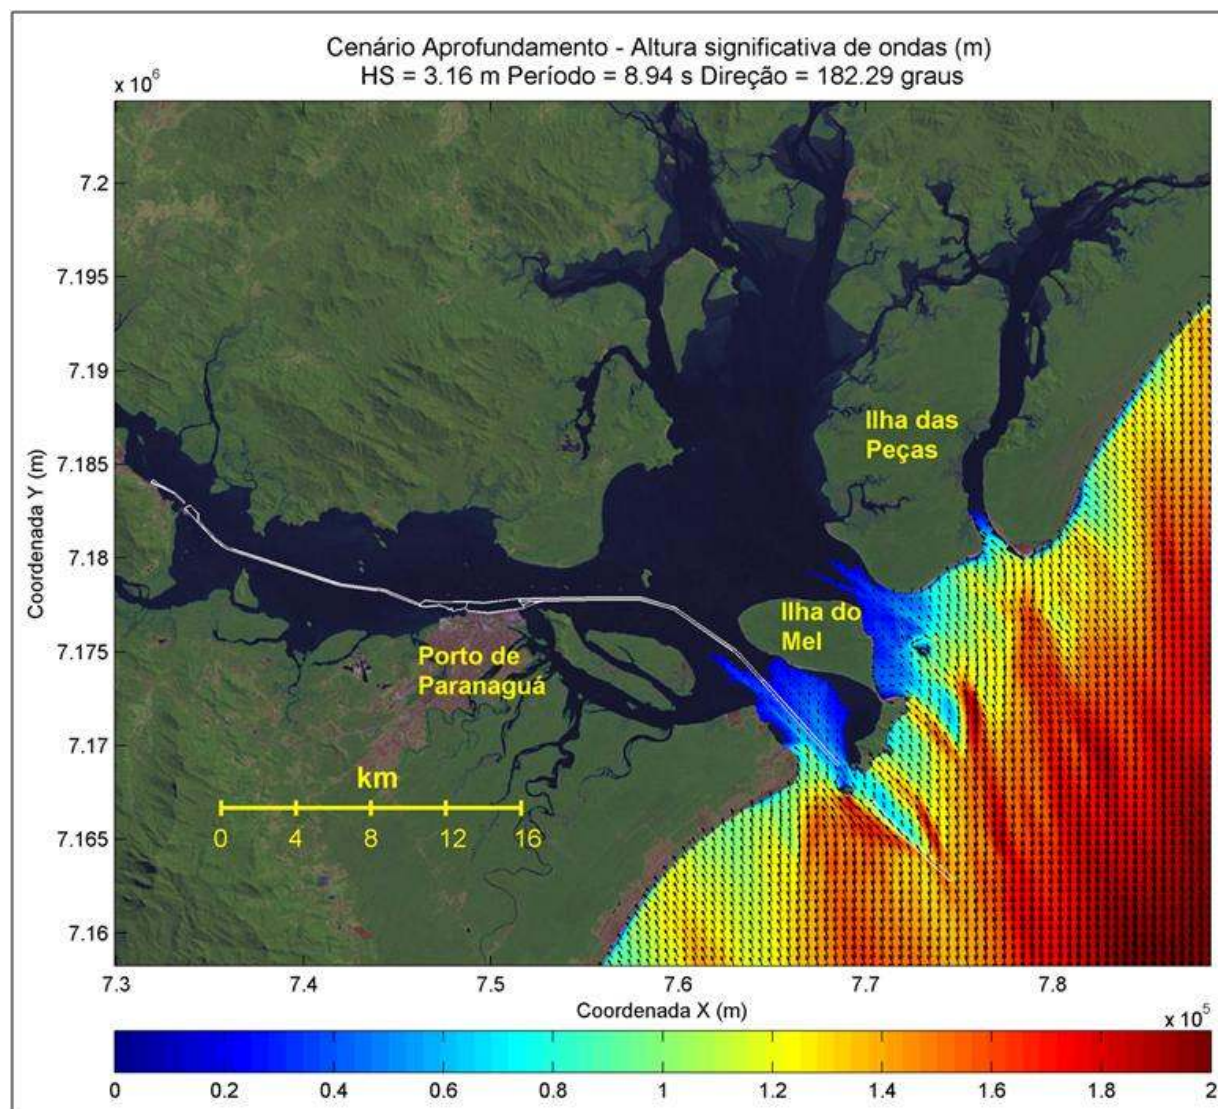 Cenário Aprofundamento - Altura significativa de ondas (m)
HS = 3.16 m Período = 8.94 s Direção = 182.29 graus
x 10^6
7.2
7.195
7.19
7.185
7.18
7.175
7.17
7.165
7.16
Coordenada Y (m)
Ilha das
Peças
Ilha do
Mel
Porto de
Paranaguá
km
0 4 8 12 16
7.3 7.4 7.5 7.6 7.7 7.8
Coordenada X (m)
x 10^5
0 0.2 0.4 0.6 0.8 1 1.2 1.4 1.6 1.8 2